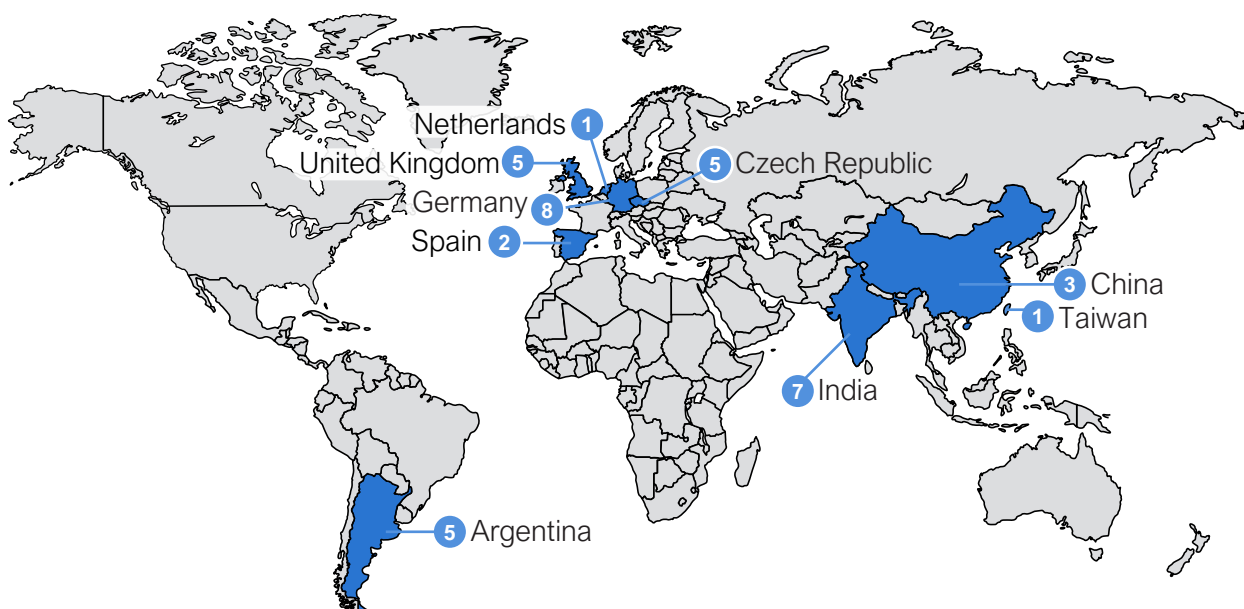 Netherlands 1
United Kingdom 5
5 Czech Republic
Germany 8
Spain 2
3 China
1 Taiwan
7 India
5 Argentina